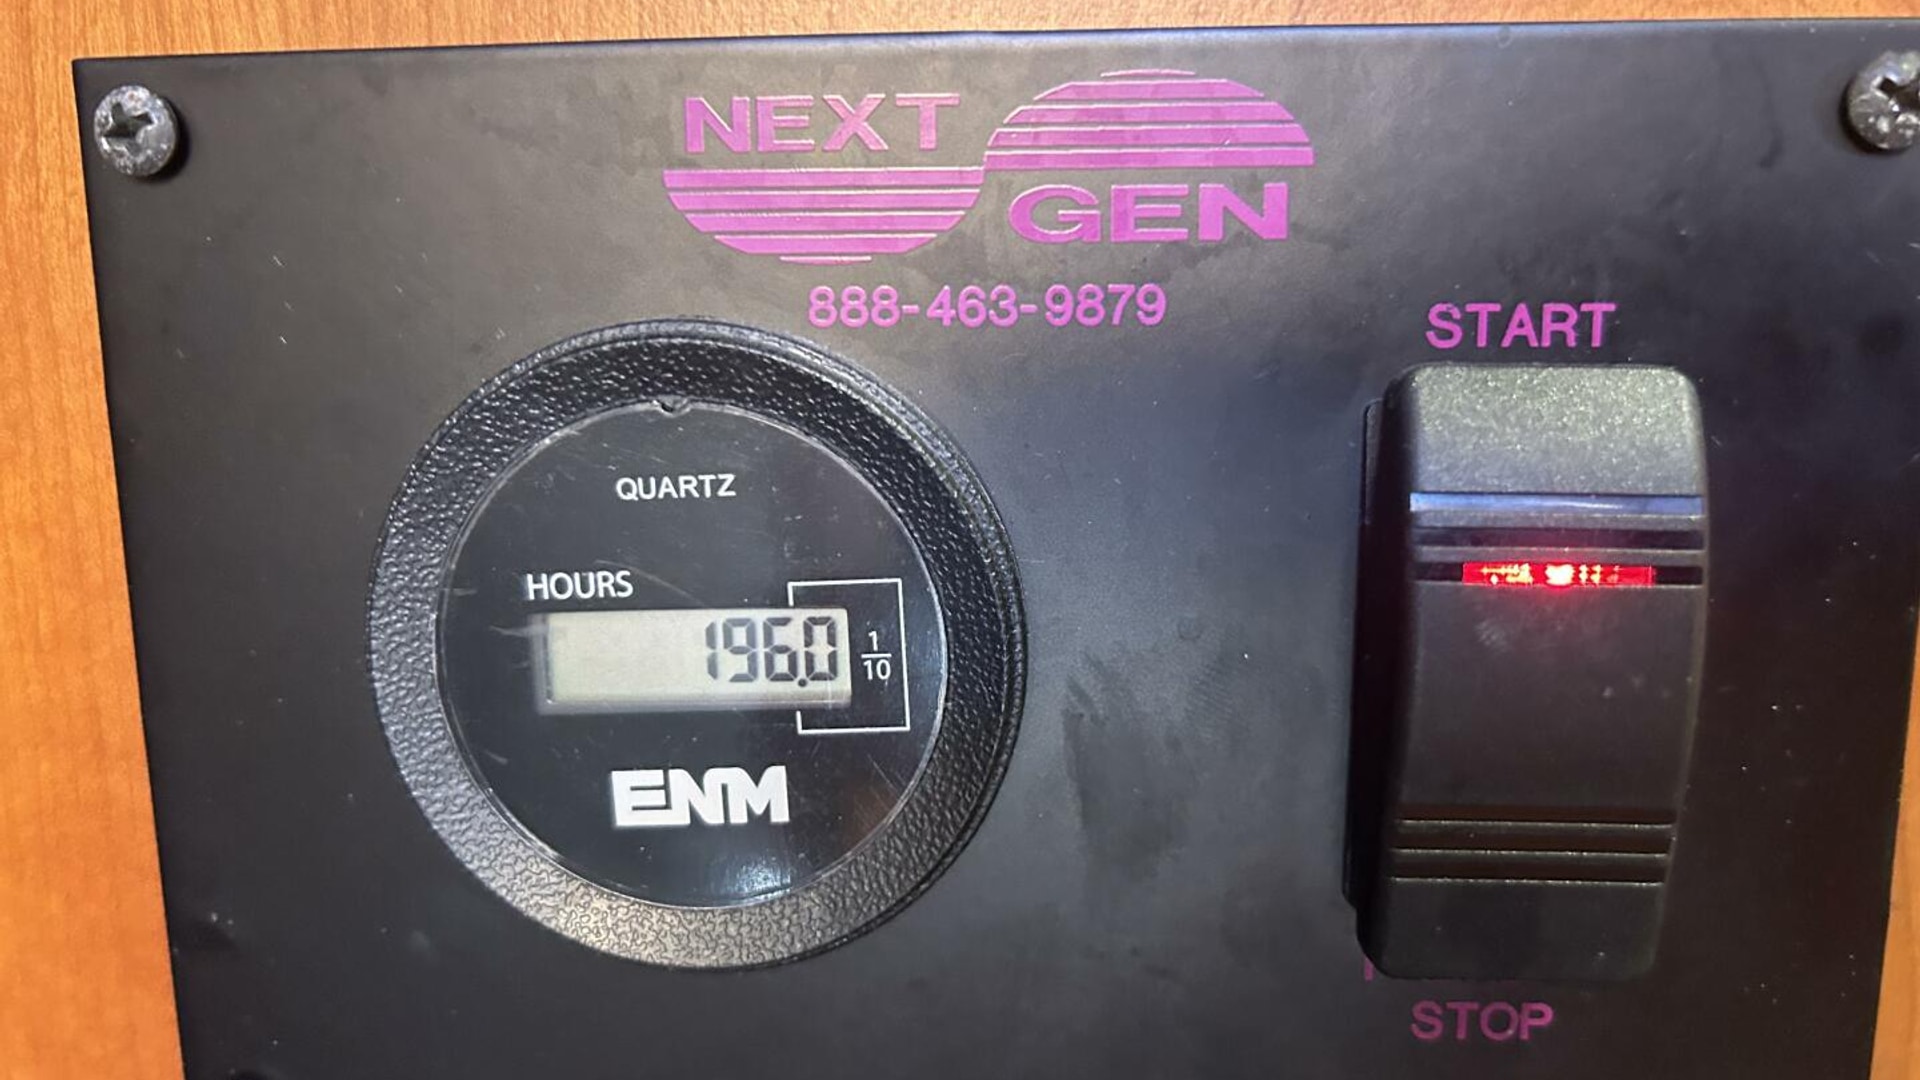 NEXT
GEN
888-463-9879
START
QUARTZ
HOURS
196.0
1/10
ENM
STOP